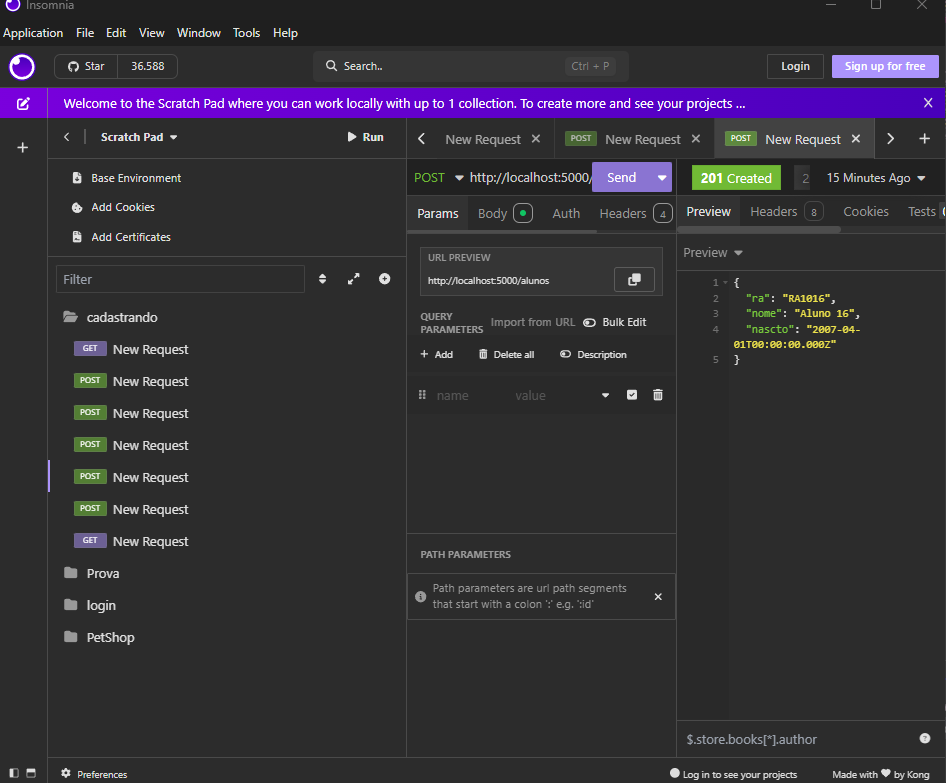 Insomnia
Application File Edit View Window Tools Help
Star 36.588
Search.. Ctrl + P
Login
Sign up for free
Welcome to the Scratch Pad where you can work locally with up to 1 collection. To create more and see your projects ... X
Scratch Pad
Run
Base Environment
Add Cookies
Add Certificates
Filter
cadastrando
GET New Request
POST New Request
POST New Request
POST New Request
POST New Request
POST New Request
GET New Request
Prova
login
PetShop
New Request
POST New Request
POST New Request
POST http://localhost:5000/
Send
Params Body Auth Headers 4
URL PREVIEW
http://localhost:5000/alunos
QUERY PARAMETERS
Import from URL
Bulk Edit
Add
Delete all
Description
name value
PATH PARAMETERS
Path parameters are url path segments
that start with a colon ':' e.g. ':id'
201 Created
2
15 Minutes Ago
Preview Headers 8 Cookies Tests
Preview
1 {
2 "ra": "RA1016",
3 "nome": "Aluno 16",
4 "nascto": "2007-04-
01T00:00:00.000Z"
5 }
$.store.books[*].author
Preferences
Log in to see your projects
Made with ♥ by Kong